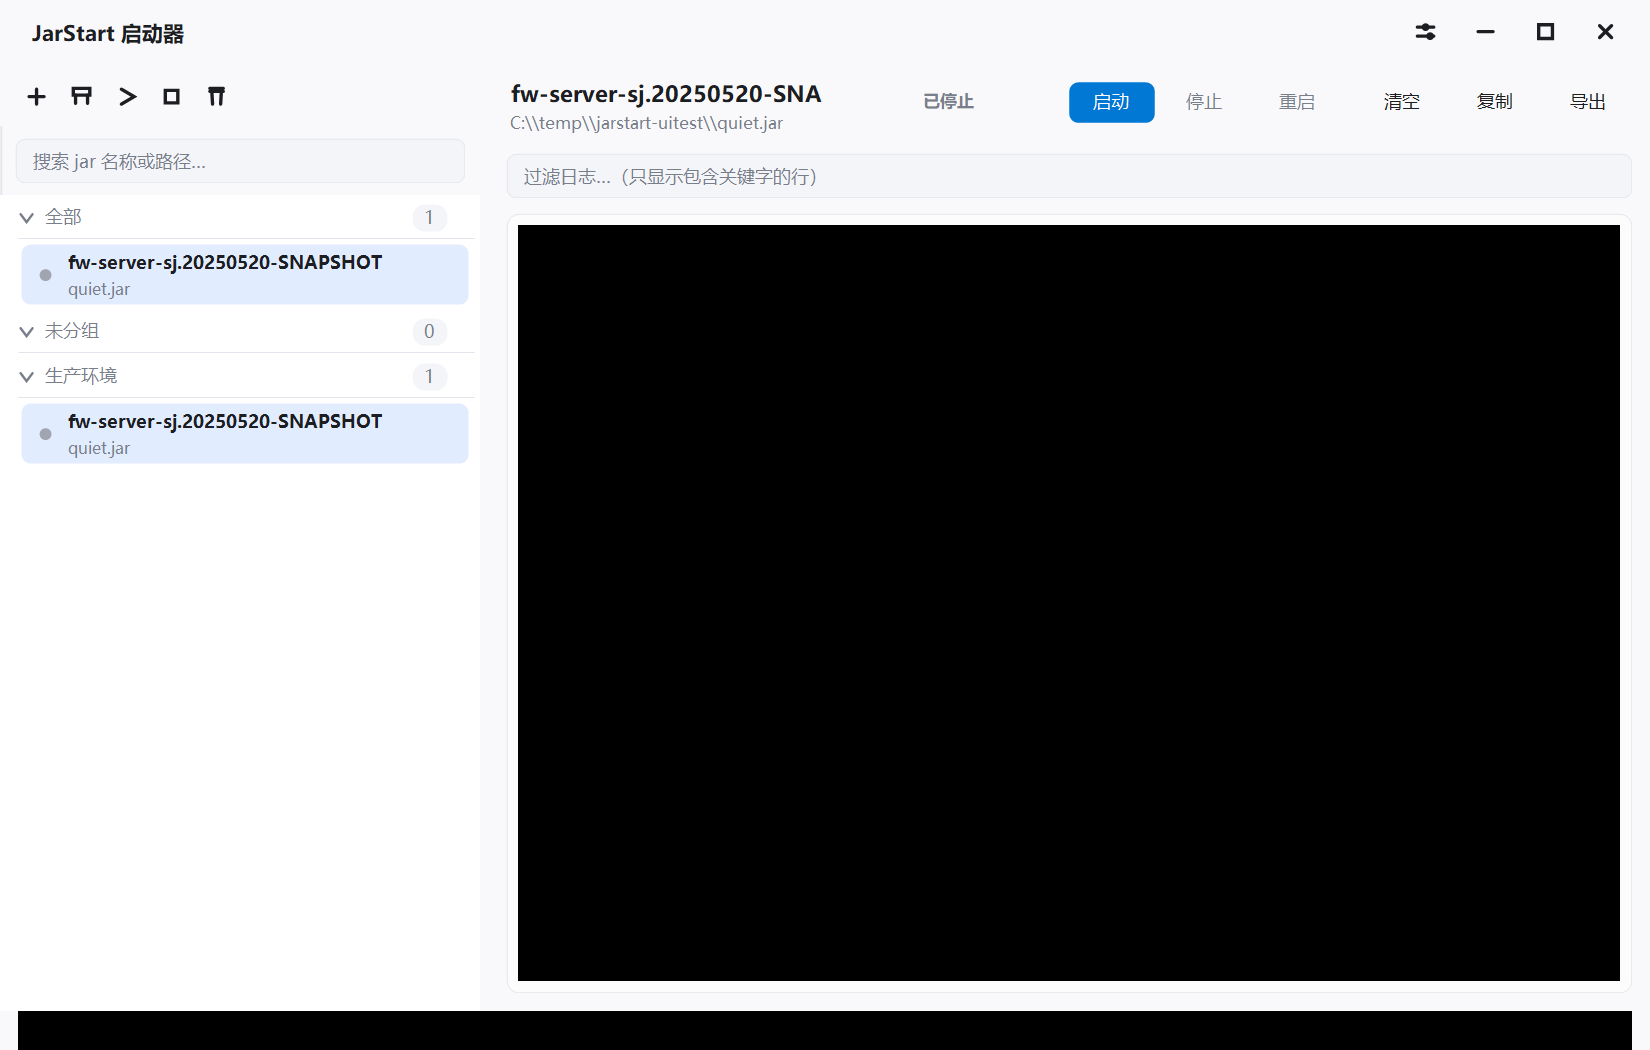 JarStart 启动器
搜索 jar 名称或路径...
全部 1
fw-server-sj.20250520-SNAPSHOT
quiet.jar
未分组 0
生产环境 1
fw-server-sj.20250520-SNAPSHOT
quiet.jar
fw-server-sj.20250520-SNA
C:\\temp\\jarstart-uitest\\quiet.jar
已停止 启动 停止 重启 清空 复制 导出
过滤日志...（只显示包含关键字的行）